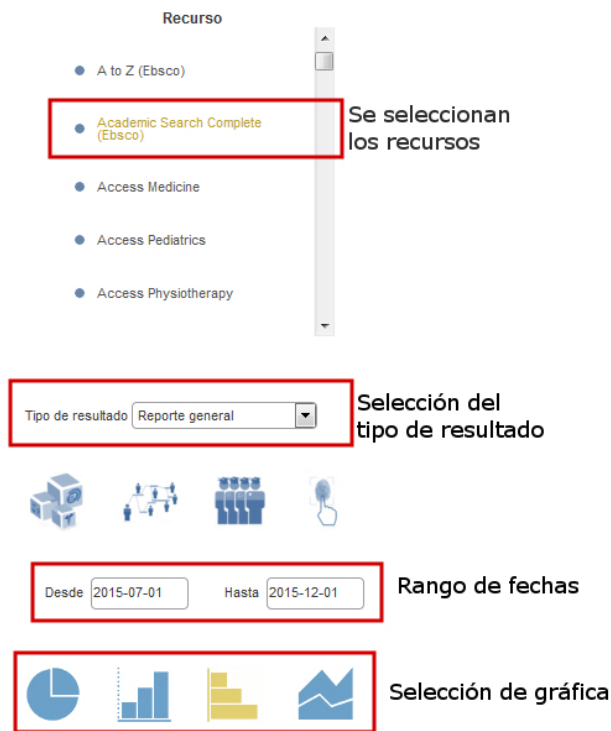 Recurso
A to Z (Ebsco)
Academic Search Complete
(Ebsco)
Se seleccionan
los recursos
Access Medicine
Access Pediatrics
Access Physiotherapy
Tipo de resultado Reporte general
Selección del
tipo de resultado
Desde 2015-07-01 Hasta 2015-12-01
Rango de fechas
Selección de gráfica